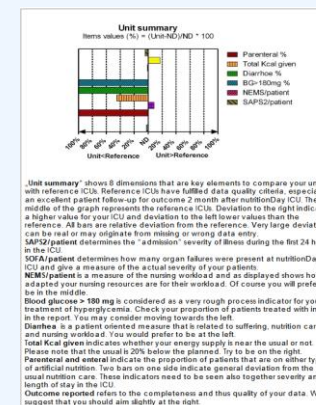 Unit summary
Items values (%) = (Unit-ND)/ND * 100
Parenteral %
Total Kcal given
Diarrhoe %
BG>180mg %
NEMS/patient
SAPS2/patient
100% 80% 60% 40% 20% ND 20% 40% 60% 80% 100%
Unit<Reference Unit>Reference
„Unit summary" shows 8 dimensions that are key elements to compare your un
with reference ICUs. Reference ICUs have fulfilled data quality criteria, especia
an excellent patient follow-up for outcome 2 month after nutritionDay ICU. The
middle of the graph represents the reference ICUs. Deviation to the right indic
a higher value for your ICU and deviation to the left lower values than the
reference. All bars are relative deviation from the reference. Very large deviat
can be real or may originate from missing or wrong data entry.
SAPS2/patient determines the "admission" severity of illness during the first 24 h
in the ICU.
SOFA/patient determines how many organ failures were present at nutritionDa
ICU and give a measure of the actual severity of your patients.
NEMS/patient is a measure of the nursing workload and as displayed shows ho
adapted your nursing resources are for their workload. Of course you will prefe
be in the middle.
Blood glucose > 180 mg is considered as a very rough process indicator for you
treatment of hyperglycemia. Check your proportion of patients treated with in
in the report. You may consider moving towards the left.
Diarrhea is a patient oriented measure that is related to suffering, nutrition car
and nursing workload. You prefer to be at the left.
Total Kcal given indicates whether your energy supply is near the usual or not.
Please note that the usual is 20% below the planned. Try to be on the right.
Parenteral and enteral indicate the proportion of patients that are on either ty
of artificial nutrition. Two bars on one side indicate general deviation from the
usual nutrition care. These indicators need to be seen also together severity an
length of stay in the ICU.
Outcome reported refers to the completeness and thus quality of your data. W
suggest that you should aim slightly at the right.